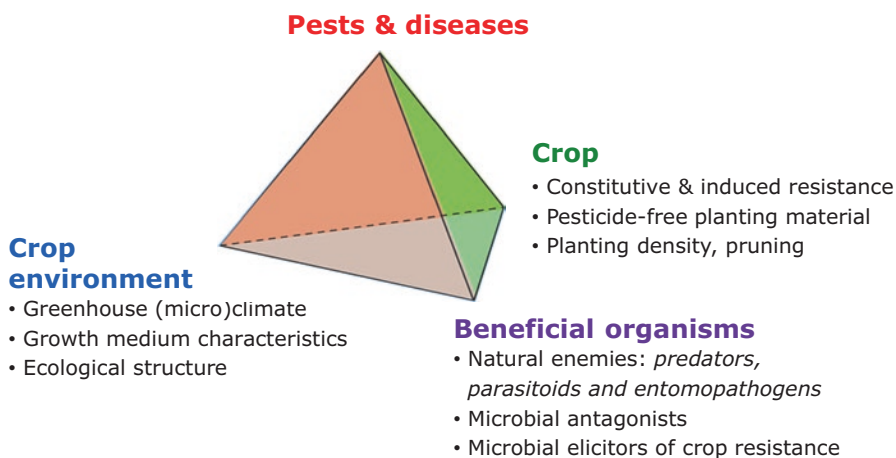 Pests & diseases
Crop
• Constitutive & induced resistance
• Pesticide-free planting material
• Planting density, pruning
Crop
environment
• Greenhouse (micro)climate
• Growth medium characteristics
• Ecological structure
Beneficial organisms
• Natural enemies: predators,
parasitoids and entomopathogens
• Microbial antagonists
• Microbial elicitors of crop resistance